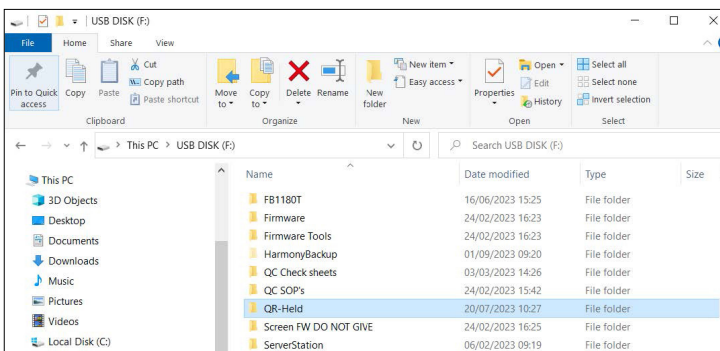 USB DISK (F:)
File Home Share View
Pin to Quick access
Copy
Paste
Cut
Copy path
Paste shortcut
Clipboard
Move to
Copy to
Delete
Rename
Organize
New folder
New item
Easy access
New
Properties
Open
Edit
History
Open
Select all
Select none
Invert selection
Select
This PC > USB DISK (F:)
Search USB DISK (F:)
This PC
3D Objects
Desktop
Documents
Downloads
Music
Pictures
Videos
Local Disk (C:)
Name Date modified Type Size
FB1180T 16/06/2023 15:25 File folder
Firmware 24/02/2023 16:23 File folder
Firmware Tools 24/02/2023 16:23 File folder
HarmonyBackup 01/09/2023 09:20 File folder
QC Check sheets 03/03/2023 14:26 File folder
QC SOP's 24/02/2023 15:42 File folder
QR-Held 20/07/2023 10:27 File folder
Screen FW DO NOT GIVE 24/02/2023 16:25 File folder
ServerStation 06/02/2023 09:19 File folder